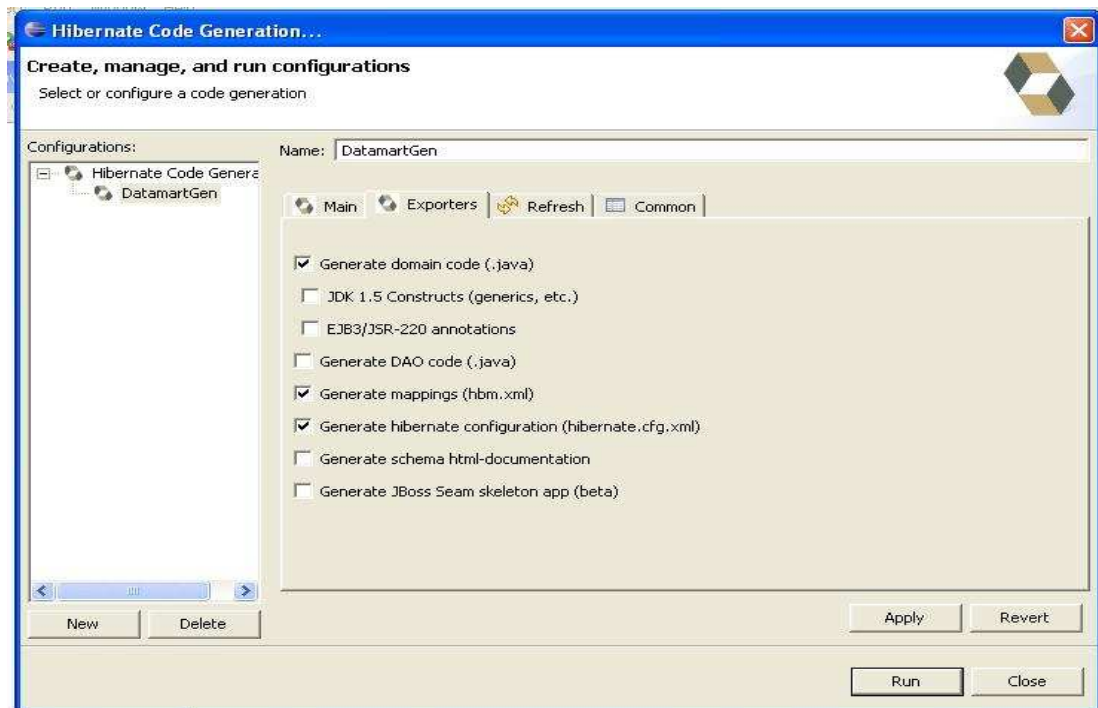 Hibernate Code Generation...
Create, manage, and run configurations
Select or configure a code generation
Configurations:
Hibernate Code Genera
DatamartGen
Name: DatamartGen
Main Exporters Refresh Common
Generate domain code (.java)
JDK 1.5 Constructs (generics, etc.)
EJB3/JSR-220 annotations
Generate DAO code (.java)
Generate mappings (hbm.xml)
Generate hibernate configuration (hibernate.cfg.xml)
Generate schema html-documentation
Generate JBoss Seam skeleton app (beta)
New Delete
Apply Revert
Run Close